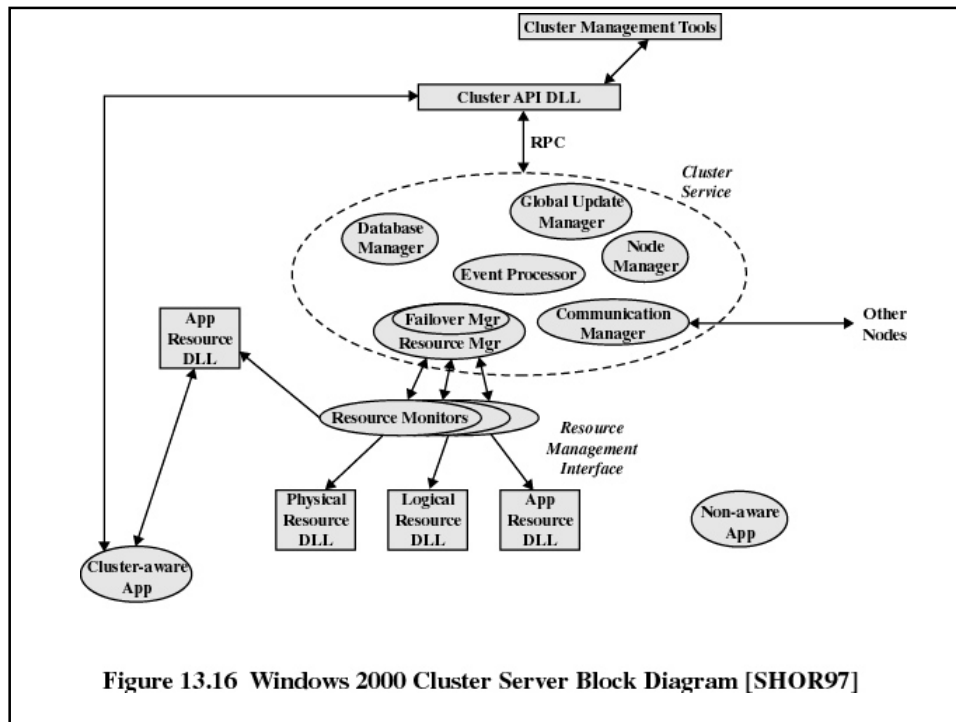 Cluster Management Tools
Cluster API DLL
RPC
Cluster
Service
Global Update
Manager
Database
Manager
Node
Manager
Event Processor
App
Resource
DLL
Failover Mgr
Resource Mgr
Communication
Manager
Other
Nodes
Resource Monitors
Resource
Management
Interface
Physical
Resource
DLL
Logical
Resource
DLL
App
Resource
DLL
Non-aware
App
Cluster-aware
App
Figure 13.16 Windows 2000 Cluster Server Block Diagram [SHOR97]